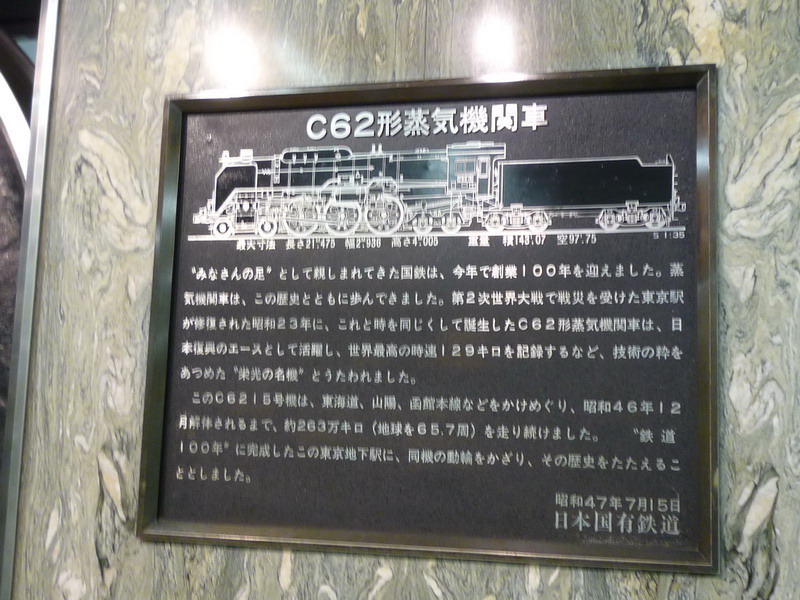 C62形蒸気機関車
最大寸法 長さ21.475 幅2.936 高さ4.005 重量 積143.07 空97.75
S1:35
“みなさんの足”として親しまれてきた国鉄は、今年で創業100年を迎えました。蒸
気機関車は、この歴史とともに歩んできました。第2次世界大戦で戦災を受けた東京駅
が修復された昭和23年に、これと時を同じくして誕生したC62形蒸気機関車は、日
本復興のエースとして活躍し、世界最高の時速129キロを記録するなど、技術の粋を
あつめた“栄光の名機”とうたわれました。
このC6215号機は、東海道、山陽、函館本線などをかけめぐり、昭和46年12
月解体されるまで、約263万キロ(地球を65.7周)を走り続けました。 “鉄道
100年”に完成したこの東京地下駅に、同機の動輪をかざり、その歴史をたたえるこ
ととしました。
昭和47年7月15日
日本国有鉄道